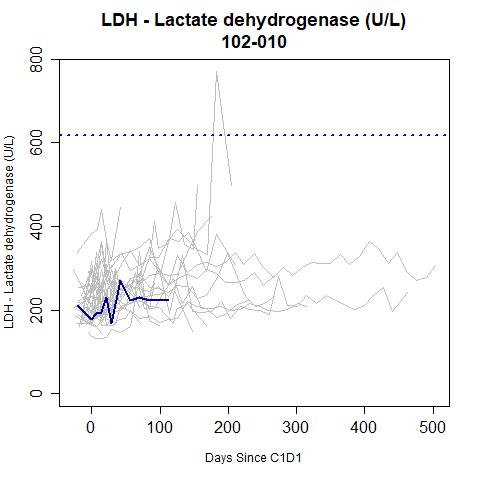 LDH - Lactate dehydrogenase (U/L)
102-010
LDH - Lactate dehydrogenase (U/L)
800
600
400
200
0
0 100 200 300 400 500
Days Since C1D1